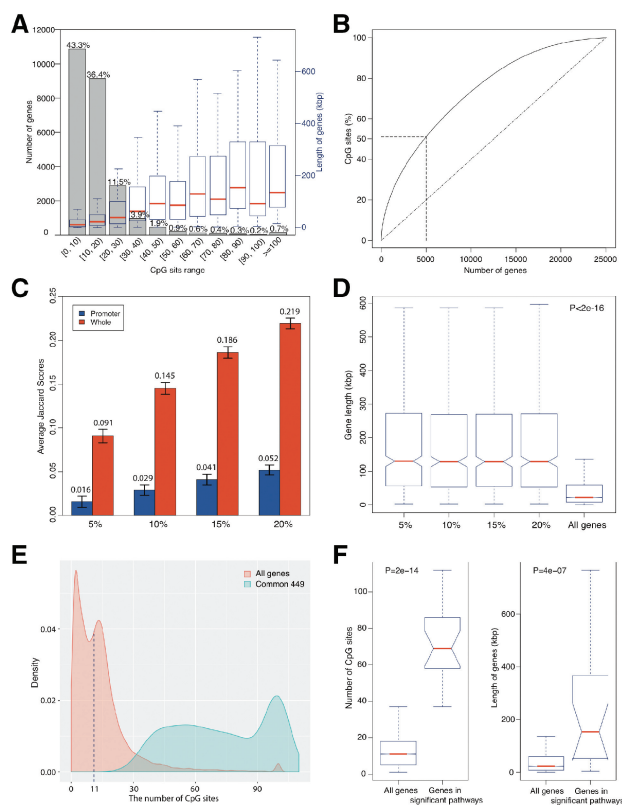 A
12000
10000
8000
6000
4000
2000
0
Number of genes
43.3%
36.4%
11.5%
3.9%
1.9%
0.9%
0.6%
0.4%
0.3%
0.2%
0.7%
600
400
200
0
Length of genes (kbp)
[0, 10)
[10, 20)
[20, 30)
[30, 40)
[40, 50)
[50, 60)
[60, 70)
[70, 80)
[80, 90)
[90, 100)
>=100
CpG sits range
B
100
80
60
50
40
20
0
CpG sites (%)
0 5000 10000 15000 20000 25000
Number of genes
C
Promoter
Whole
0.25
0.20
0.15
0.10
0.05
0.00
Average Jaccard Scores
0.016
0.091
0.029
0.145
0.041
0.186
0.052
0.219
5% 10% 15% 20%
D
P<2e-16
600
500
400
300
200
100
0
Gene length (kbp)
5% 10% 15% 20% All genes
E
All genes
Common 449
0.04
0.02
0.00
Density
0 11 30 60 90
The number of CpG sites
F
P=2e-14
100
80
60
40
20
0
Number of CpG sites
All genes Genes in
significant pathways
P=4e-07
600
400
200
0
Length of genes (kbp)
All genes Genes in
significant pathways